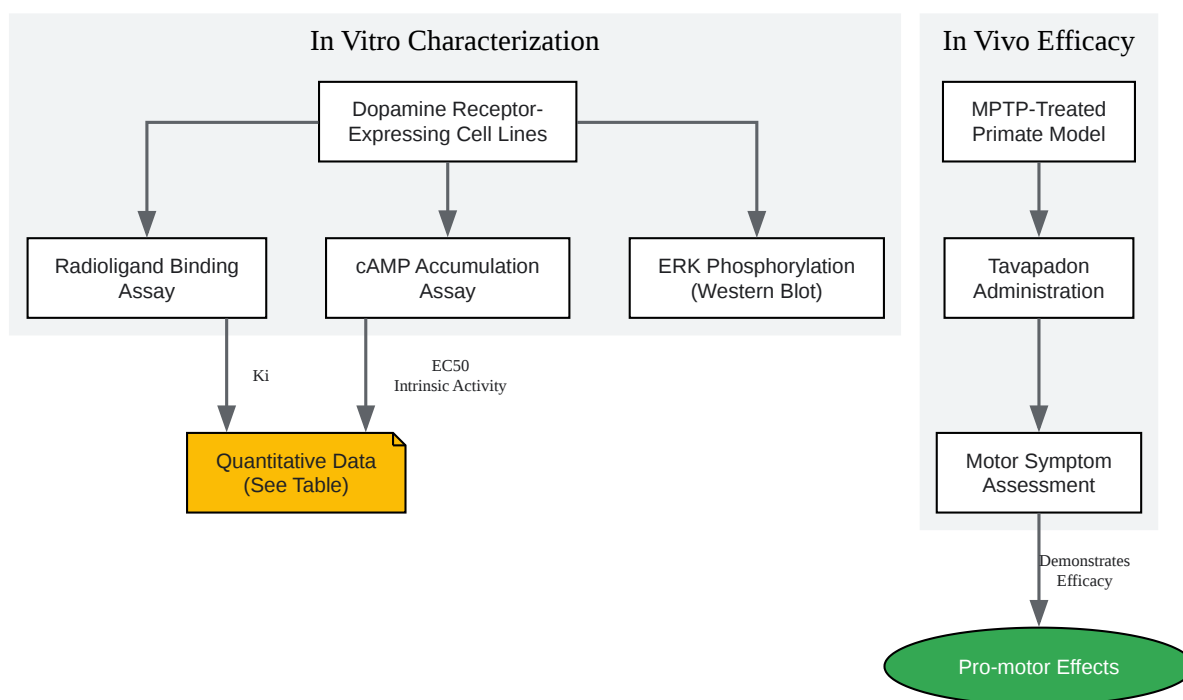 In Vitro Characterization
Dopamine Receptor-
Expressing Cell Lines
Radioligand Binding
Assay
cAMP Accumulation
Assay
ERK Phosphorylation
(Western Blot)
Ki
EC50
Intrinsic Activity
Quantitative Data
(See Table)
In Vivo Efficacy
MPTP-Treated
Primate Model
Tavapadon
Administration
Motor Symptom
Assessment
Demonstrates
Efficacy
Pro-motor Effects